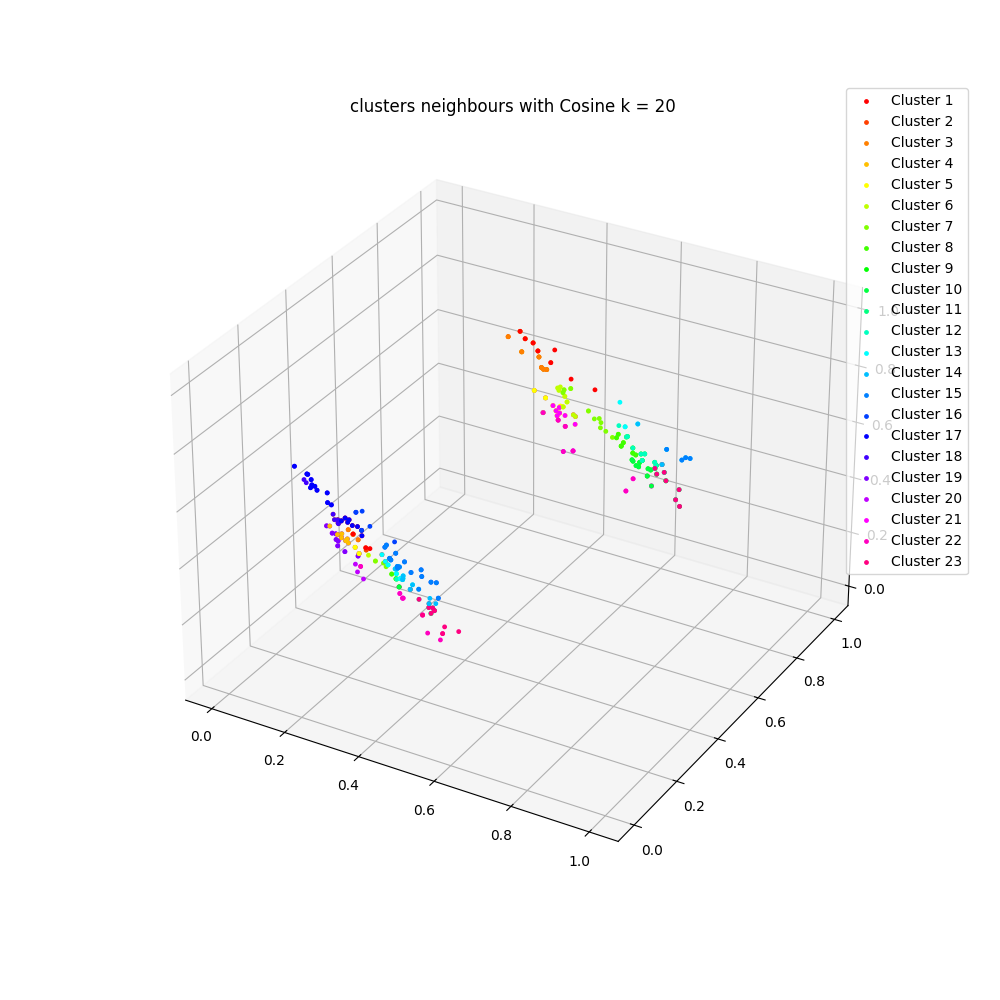 clusters neighbours with Cosine k = 20
Cluster 1
Cluster 2
Cluster 3
Cluster 4
Cluster 5
Cluster 6
Cluster 7
Cluster 8
Cluster 9
Cluster 10
Cluster 11
Cluster 12
Cluster 13
Cluster 14
Cluster 15
Cluster 16
Cluster 17
Cluster 18
Cluster 19
Cluster 20
Cluster 21
Cluster 22
Cluster 23
1.0
0.8
0.6
0.4
0.2
0.0
1.0
0.8
0.6
0.4
0.2
0.0
0.0
0.2
0.4
0.6
0.8
1.0